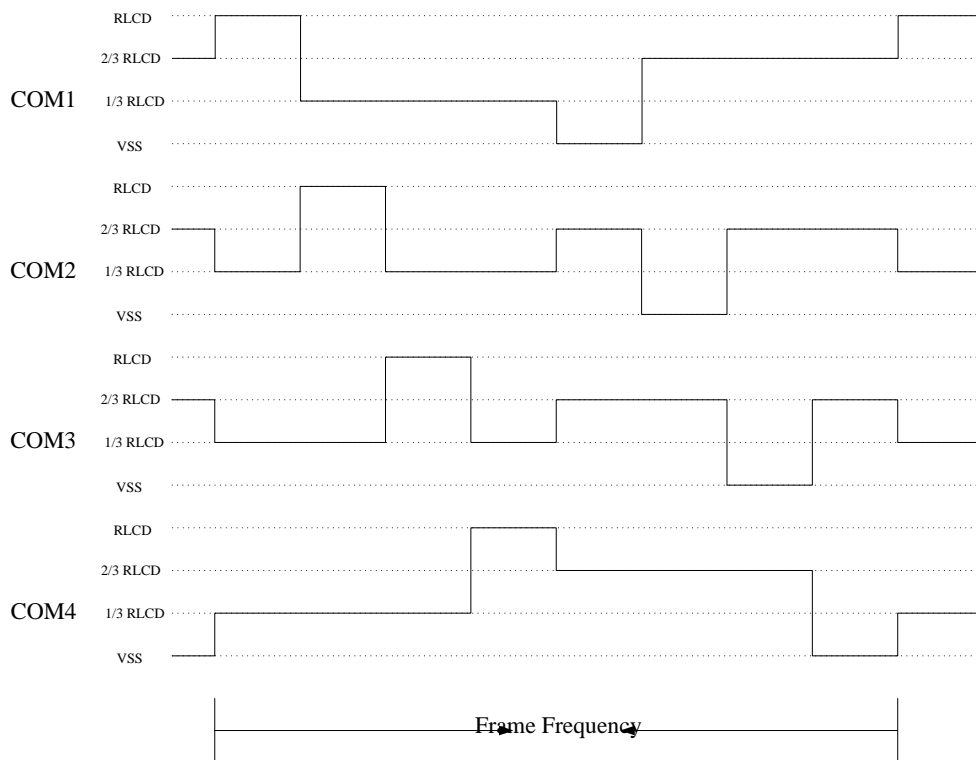 RLCD
2/3 RLCD
COM1
1/3 RLCD
VSS
RLCD
2/3 RLCD
COM2
1/3 RLCD
VSS
RLCD
2/3 RLCD
COM3
1/3 RLCD
VSS
RLCD
2/3 RLCD
COM4
1/3 RLCD
VSS
Frame Frequency